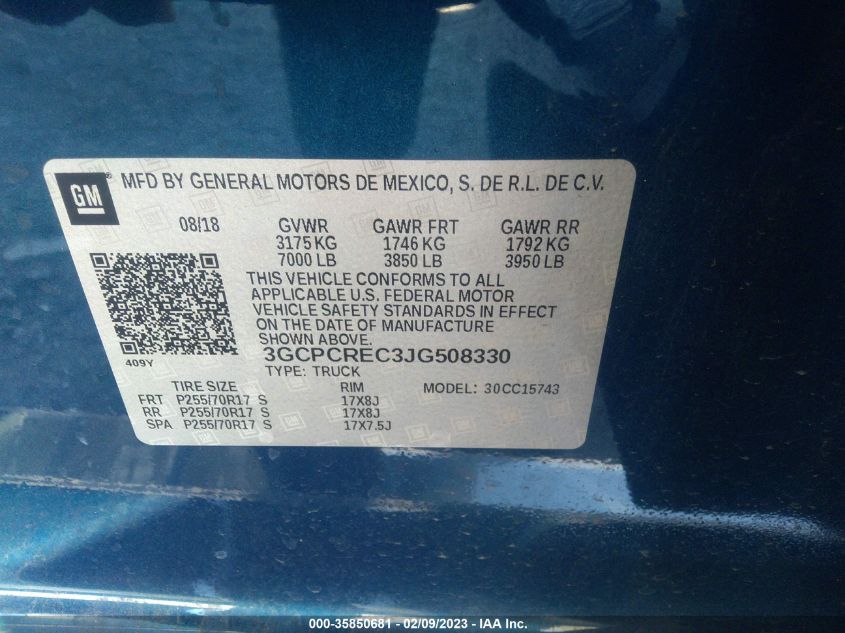 GM
MFD BY GENERAL MOTORS DE MEXICO, S. DE R.L. DE C.V.
08/18 GVWR GAWR FRT GAWR RR
3175 KG 1746 KG 1792 KG
7000 LB 3850 LB 3950 LB
THIS VEHICLE CONFORMS TO ALL
APPLICABLE U.S. FEDERAL MOTOR
VEHICLE SAFETY STANDARDS IN EFFECT
ON THE DATE OF MANUFACTURE
SHOWN ABOVE.
409Y
3GCPCREC3JG508330
TYPE: TRUCK
TIRE SIZE RIM MODEL: 30CC15743
FRT P255/70R17 S 17X8J
RR P255/70R17 S 17X8J
SPA P255/70R17 S 17X7.5J
000-35850681 - 02/09/2023 - IAA Inc.